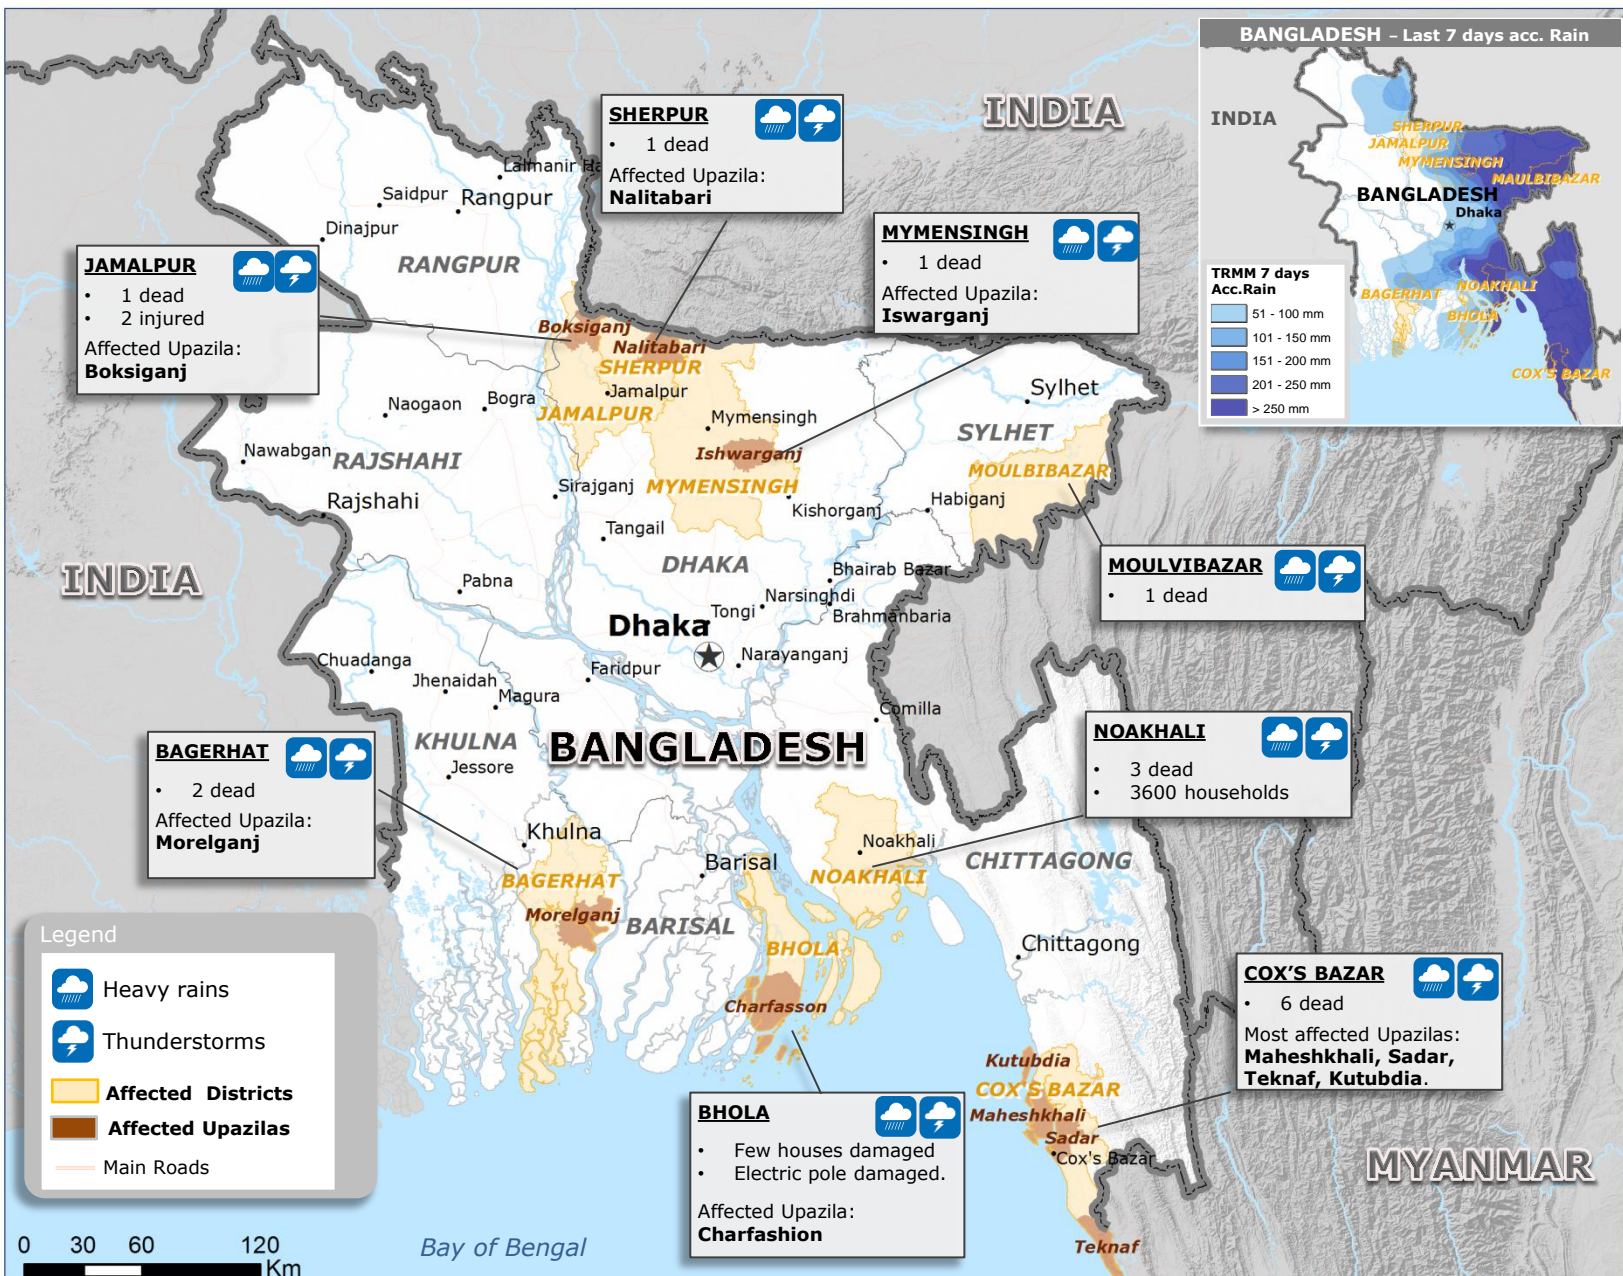 BANGLADESH – Last 7 days acc. Rain
INDIA
SHERPUR
JAMALPUR
MYMENSINGH
MAULBIBAZAR
BANGLADESH
Dhaka
TRMM 7 days
Acc.Rain
51 - 100 mm
101 - 150 mm
151 - 200 mm
201 - 250 mm
> 250 mm
BAGERHAT
NOAKHALI
BHOLA
COX'S BAZAR
INDIA
SHERPUR
• 1 dead
Affected Upazila:
Nalitabari
MYMENSINGH
• 1 dead
Affected Upazila:
Iswarganj
JAMALPUR
• 1 dead
• 2 injured
Affected Upazila:
Boksiganj
Lalmanir Ha
Saidpur
Rangpur
Dinajpur
RANGPUR
Boksiganj
Nalitabari
SHERPUR
Jamalpur
JAMALPUR
Naogaon
Bogra
Mymensingh
Sylhet
SYLHET
Nawabgan
RAJSHAHI
Ishwarganj
MOULBIBAZAR
Rajshahi
Sirajganj
MYMENSINGH
Kishorganj
Habiganj
Tangail
DHAKA
INDIA
Pabna
Bhairab Bazar
Narsinghdi
Tongi
Brahmanbaria
Dhaka
Narayanganj
MOULVIBAZAR
• 1 dead
Chuadanga
Jhenaidah
Magura
Faridpur
Comilla
KHULNA
Jessore
BANGLADESH
NOAKHALI
• 3 dead
• 3600 households
BAGERHAT
• 2 dead
Affected Upazila:
Morelganj
Khulna
Barisal
Noakhali
CHITTAGONG
BAGERHAT
NOAKHALI
Morelganj
BARISAL
BHOLA
Chittagong
Charfasson
COX'S BAZAR
• 6 dead
Most affected Upazilas:
Maheshkhali, Sadar,
Teknaf, Kutubdia.
Kutubdia
COX'S BAZAR
Maheshkhali
Sadar
Cox's Bazar
Teknaf
MYANMAR
BHOLA
• Few houses damaged
• Electric pole damaged.
Affected Upazila:
Charfashion
Legend
Heavy rains
Thunderstorms
Affected Districts
Affected Upazilas
Main Roads
0 30 60 120
Km
Bay of Bengal